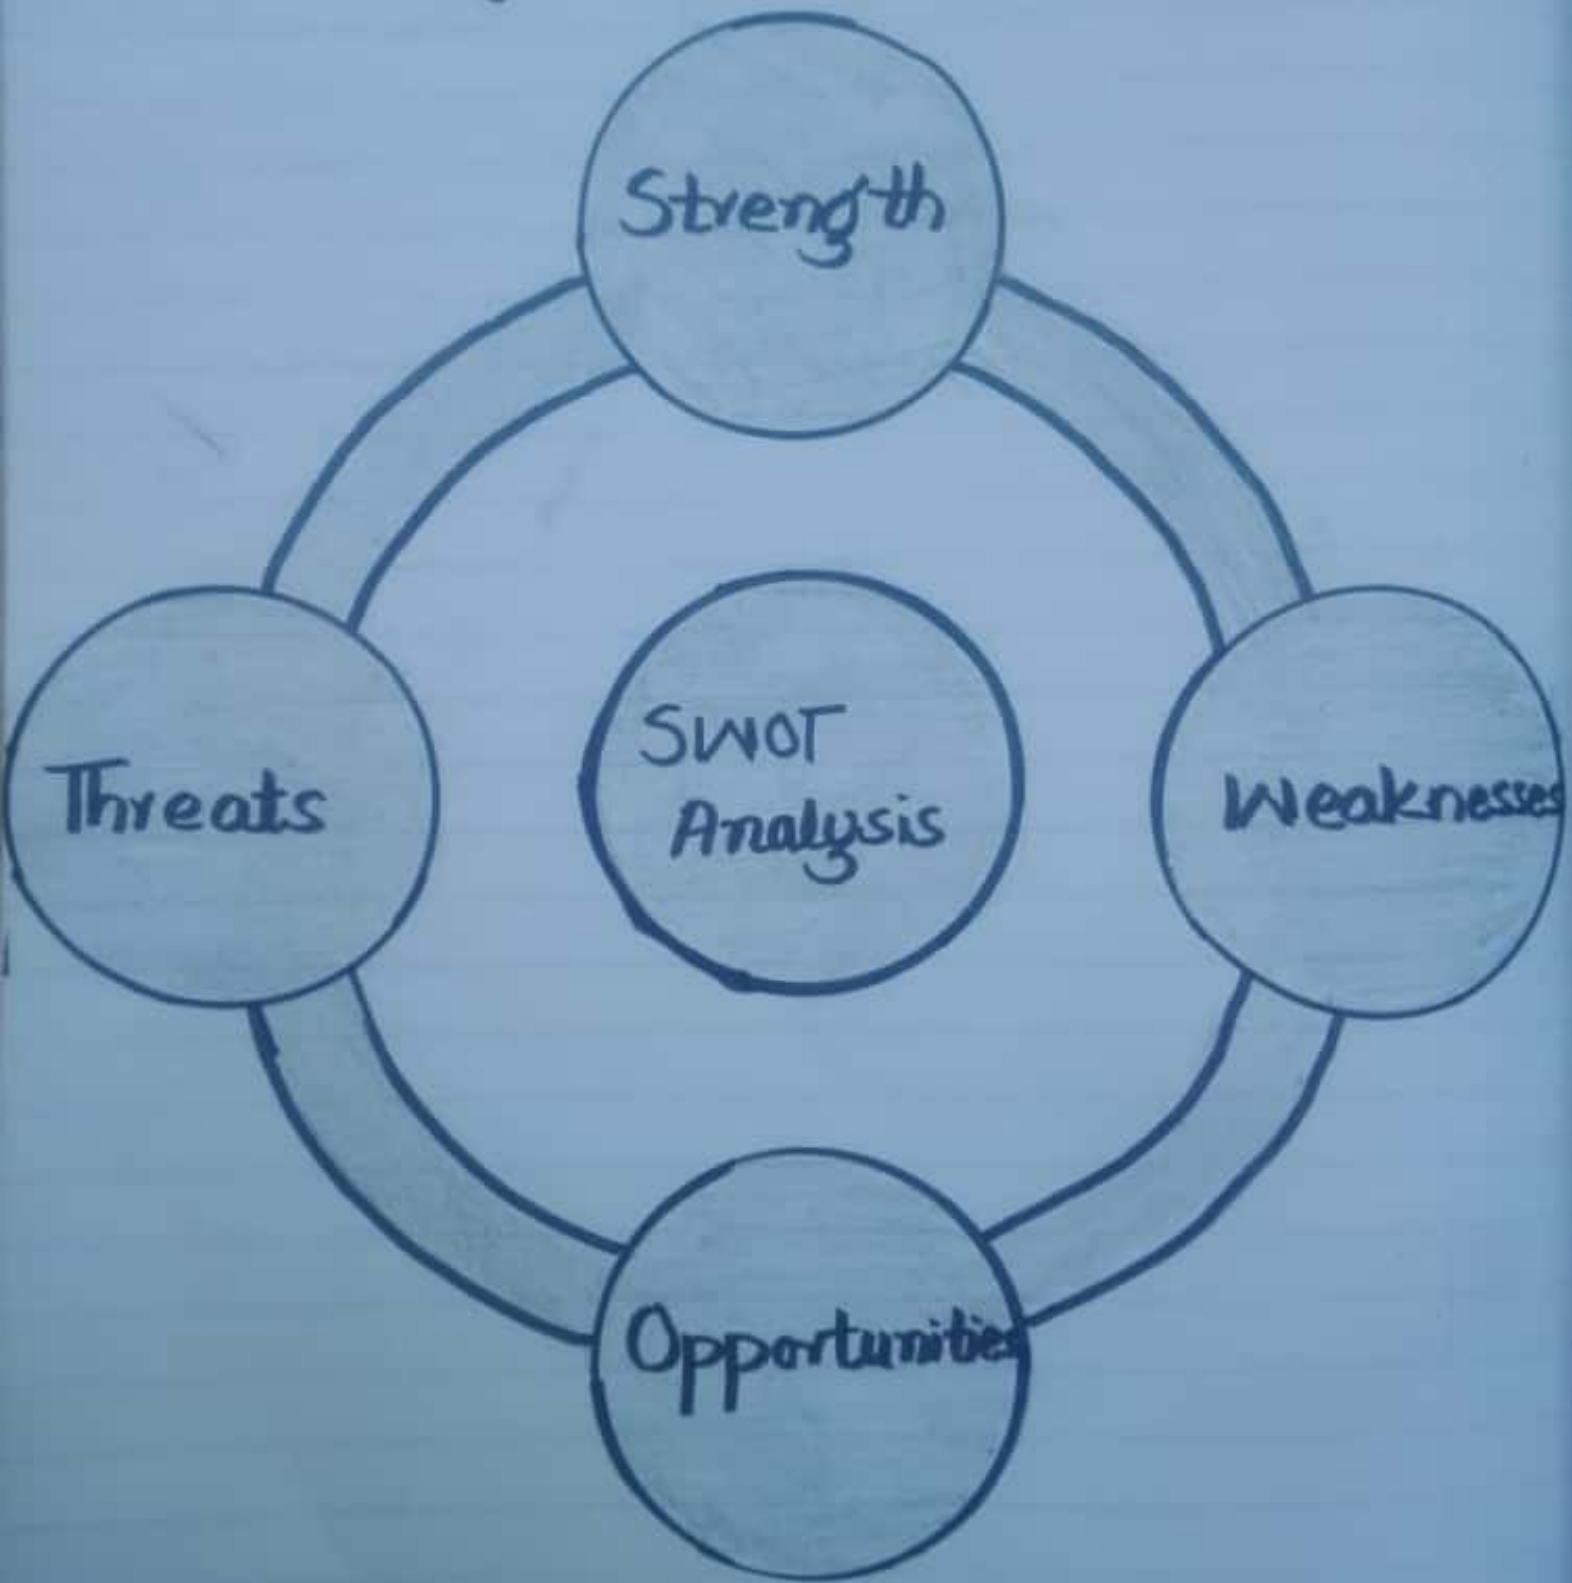 Strength
Threats
SWOT
Analysis
Weaknesses
Opportunities